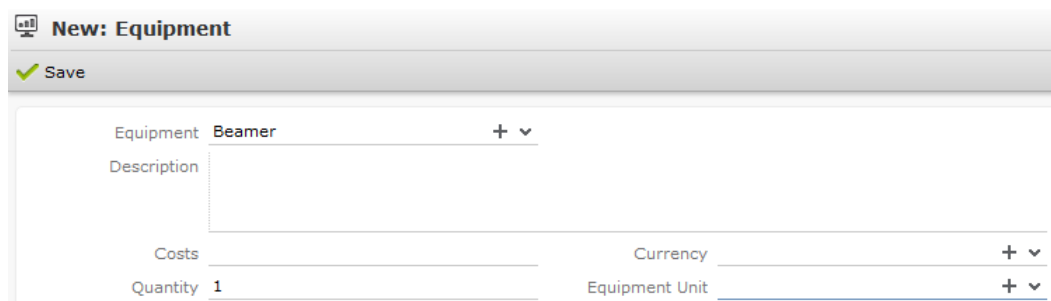 New: Equipment
Save
Equipment Beamer
Description
Costs Currency
Quantity 1 Equipment Unit